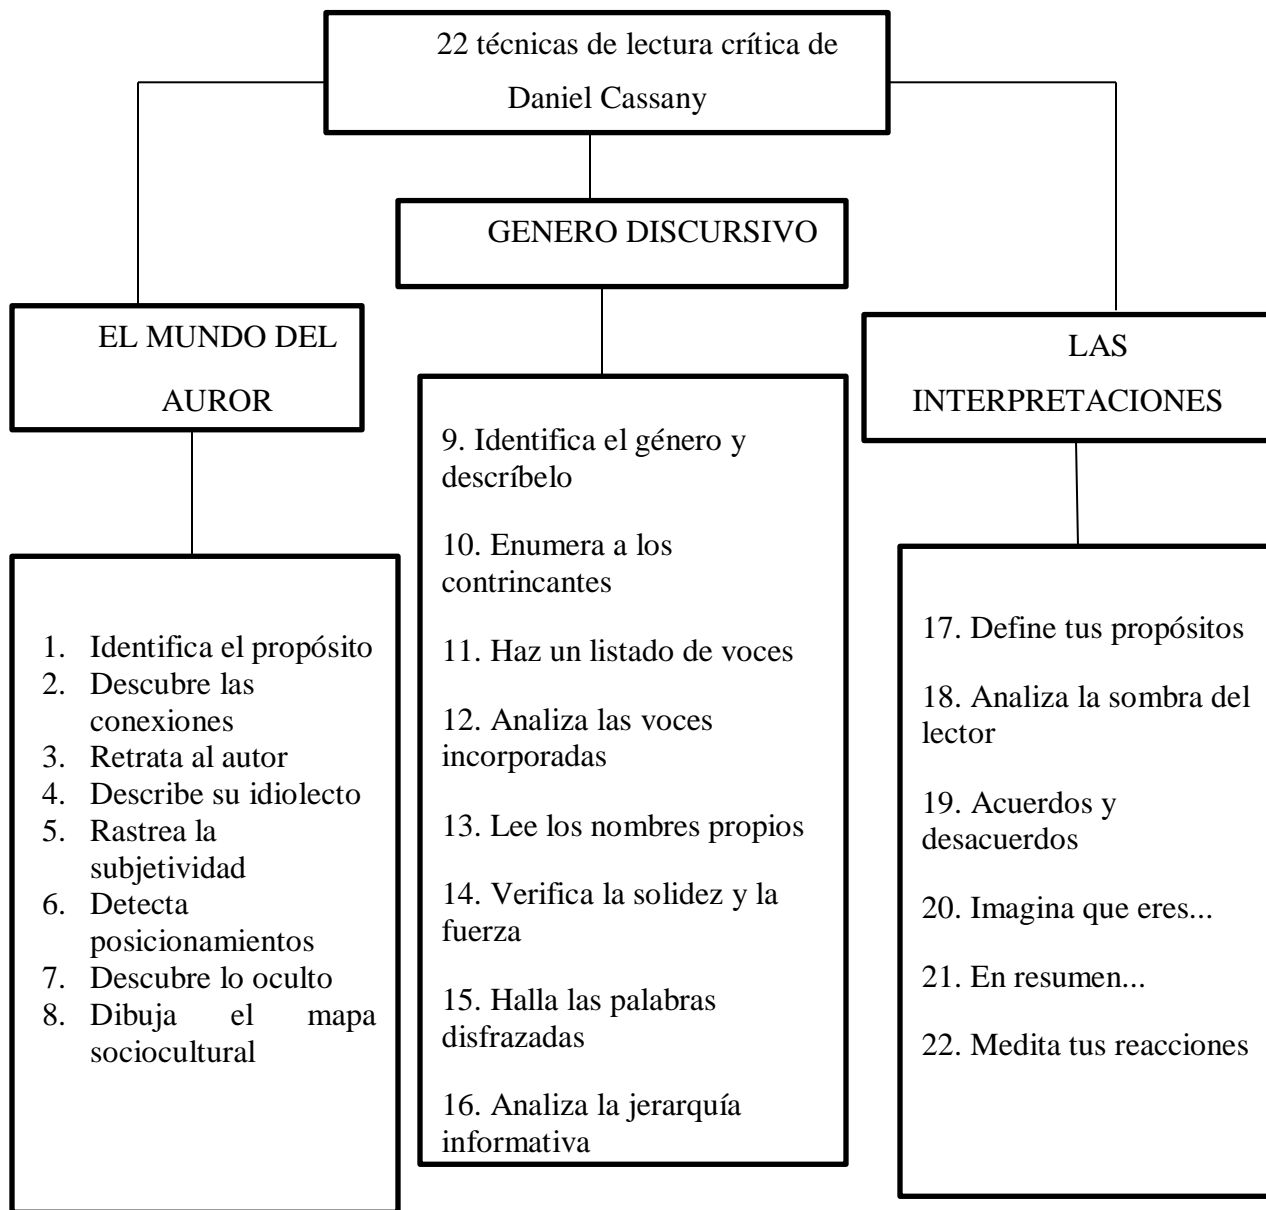 22 técnicas de lectura crítica de
Daniel Cassany
GENERO DISCURSIVO
EL MUNDO DEL
AUROR
LAS
INTERPRETACIONES
1. Identifica el propósito
2. Descubre las
conexiones
3. Retrata al autor
4. Describe su idiolecto
5. Rastrea la
subjetividad
6. Detecta
posicionamientos
7. Descubre lo oculto
8. Dibuja el mapa
sociocultural
9. Identifica el género y
descríbelo
10. Enumera a los
contrincantes
11. Haz un listado de voces
12. Analiza las voces
incorporadas
13. Lee los nombres propios
14. Verifica la solidez y la
fuerza
15. Halla las palabras
disfrazadas
16. Analiza la jerarquía
informativa
17. Define tus propósitos
18. Analiza la sombra del
lector
19. Acuerdos y
desacuerdos
20. Imagina que eres...
21. En resumen...
22. Medita tus reacciones